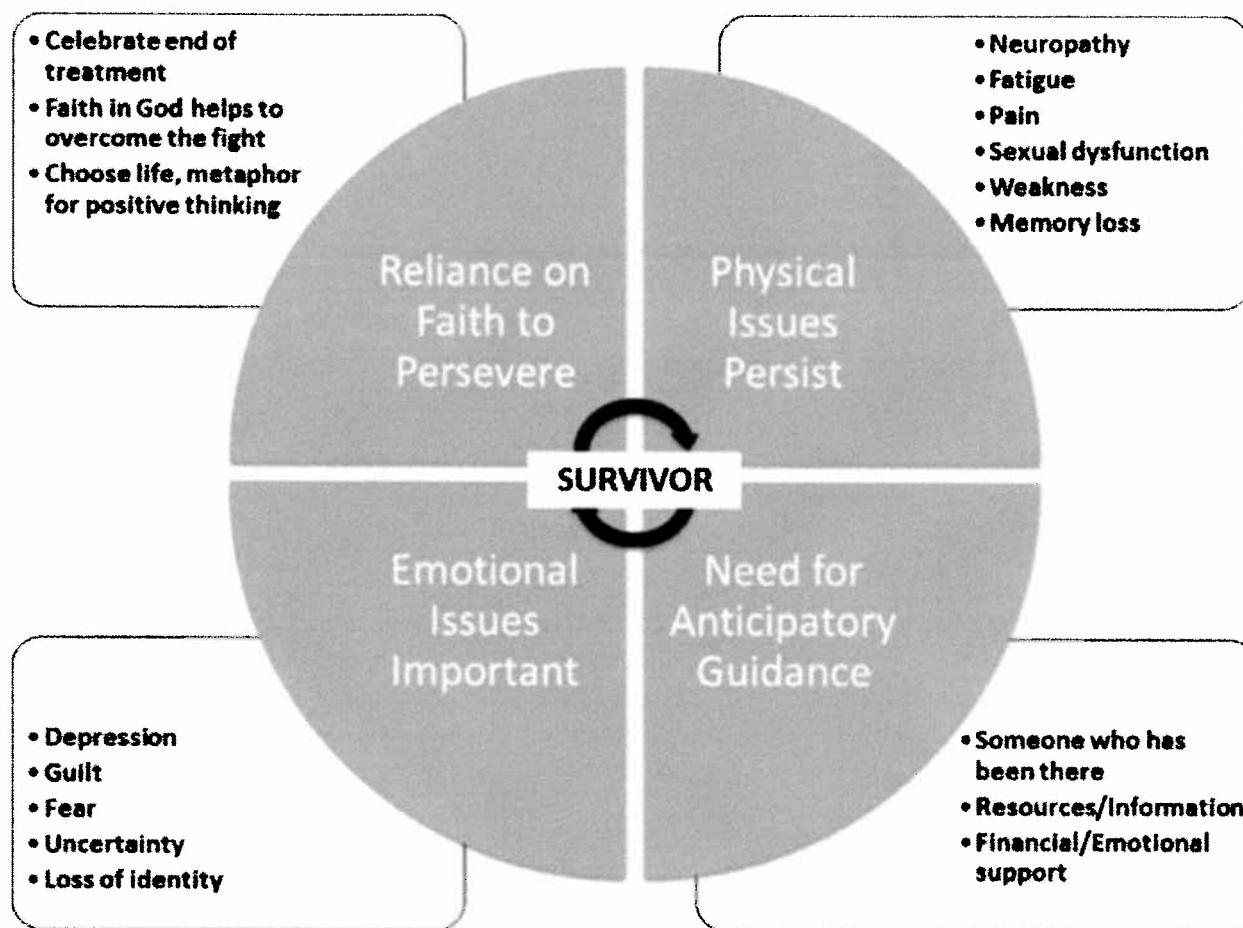 • Celebrate end of
treatment
• Faith in God helps to
overcome the fight
• Choose life, metaphor
for positive thinking
• Neuropathy
• Fatigue
• Pain
• Sexual dysfunction
• Weakness
• Memory loss
Reliance on
Faith to
Persevere
Physical
Issues
Persist
SURVIVOR
Emotional
Issues
Important
Need for
Anticipatory
Guidance
• Depression
• Guilt
• Fear
• Uncertainty
• Loss of identity
• Someone who has
been there
• Resources/Information
• Financial/Emotional
support